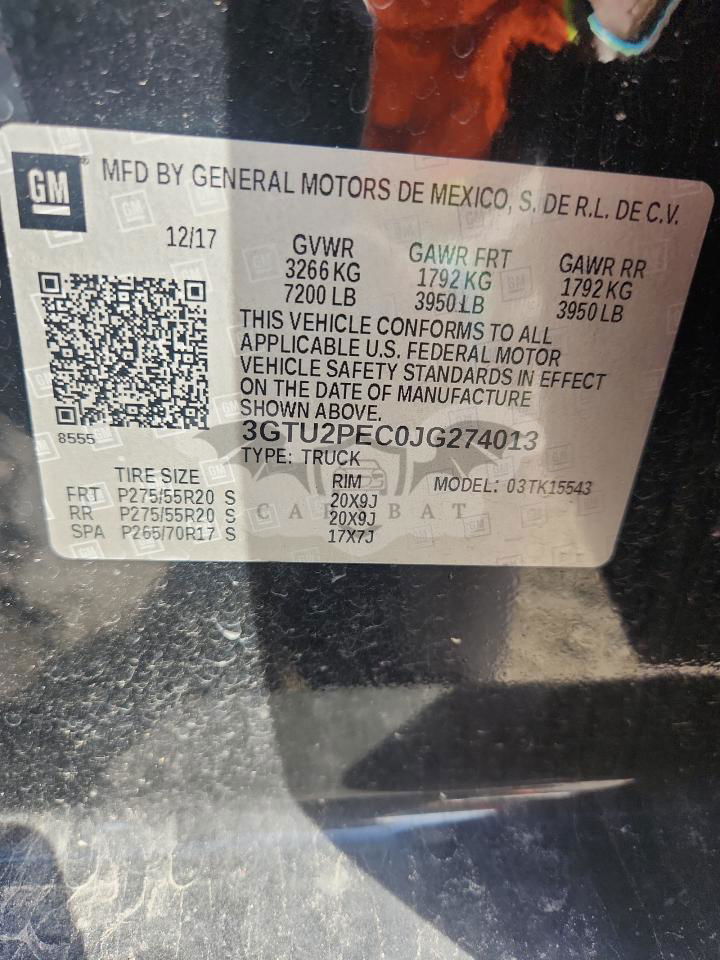 GM® MFD BY GENERAL MOTORS DE MEXICO, S. DE R.L. DE C.V.
12/17
GVWR GAWR FRT GAWR RR
3266 KG 1792 KG 1792 KG
7200 LB 3950 LB 3950 LB
THIS VEHICLE CONFORMS TO ALL
APPLICABLE U.S. FEDERAL MOTOR
VEHICLE SAFETY STANDARDS IN EFFECT
ON THE DATE OF MANUFACTURE
SHOWN ABOVE.
8555
3GTU2PEC0JG274013
TYPE: TRUCK
TIRE SIZE RIM MODEL: 03TK15543
FRT P275/55R20 S 20X9J
RR P275/55R20 S 20X9J
SPA P265/70R17 S 17X7J